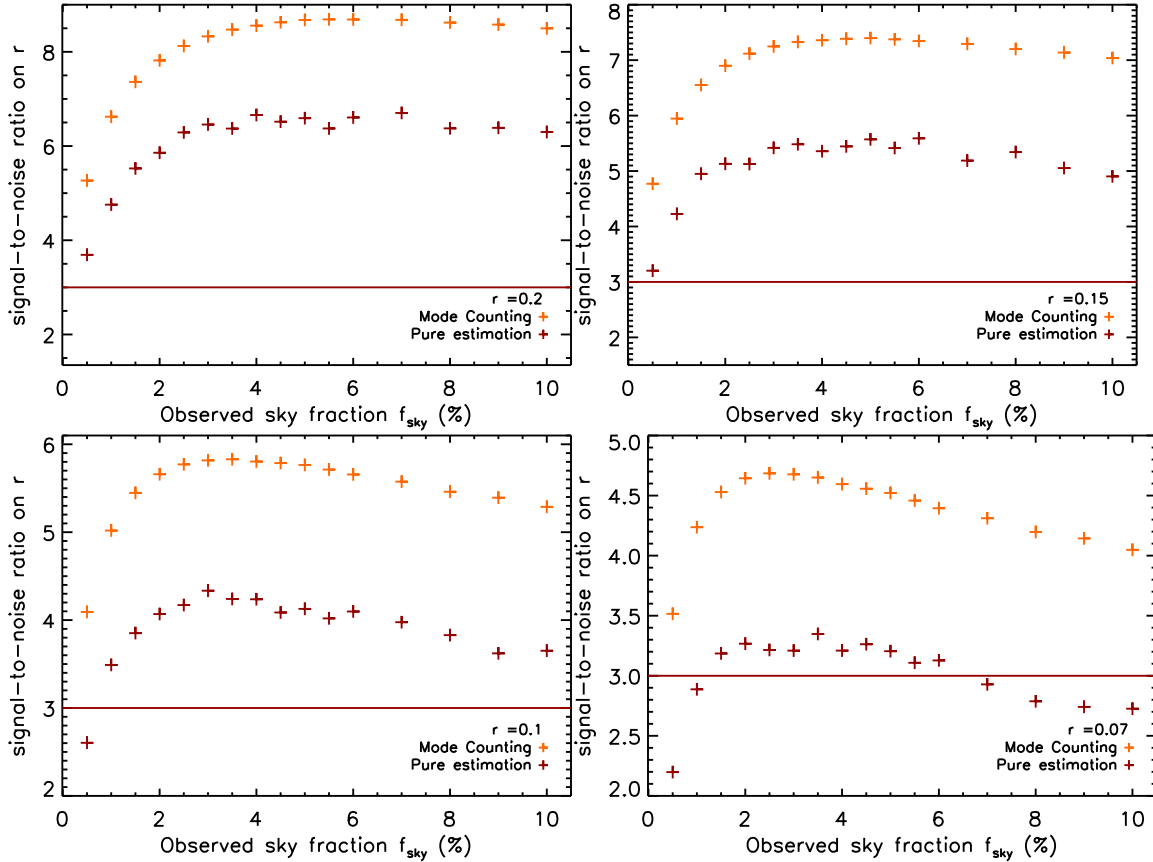 signal-to-noise ratio on r
8
6
4
2
r =0.2
Mode Counting
Pure estimation
0 2 4 6 8 10
Observed sky fraction fsky (%)
signal-to-noise ratio on r
8
7
6
5
4
3
2
r =0.15
Mode Counting
Pure estimation
0 2 4 6 8 10
Observed sky fraction fsky (%)
signal-to-noise ratio on r
6
5
4
3
2
r =0.1
Mode Counting
Pure estimation
0 2 4 6 8 10
Observed sky fraction fsky (%)
signal-to-noise ratio on r
5.0
4.5
4.0
3.5
3.0
2.5
2.0
r =0.07
Mode Counting
Pure estimation
0 2 4 6 8 10
Observed sky fraction fsky (%)